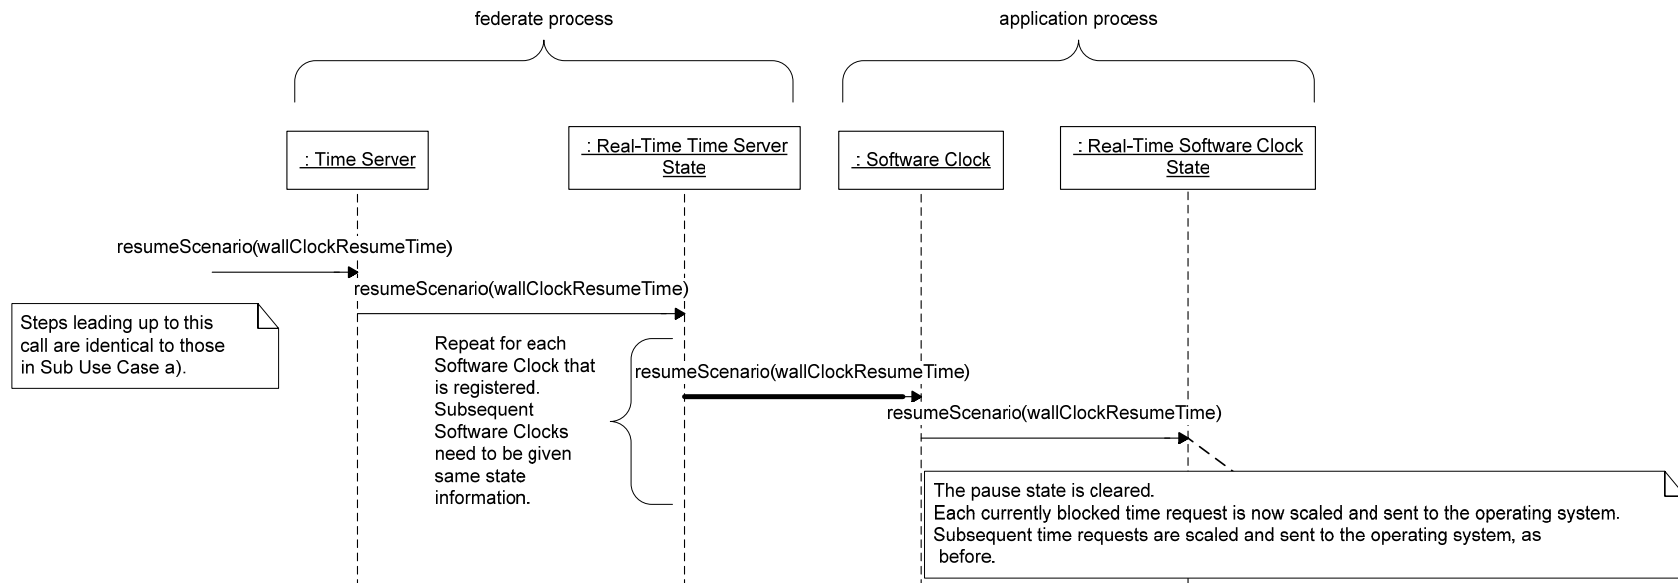 federate process
application process
: Time Server
: Real-Time Time Server
State
: Software Clock
: Real-Time Software Clock
State
resumeScenario(wallClockResumeTime)
resumeScenario(wallClockResumeTime)
Steps leading up to this
call are identical to those
in Sub Use Case a).
Repeat for each
Software Clock that
is registered.
Subsequent
Software Clocks
need to be given
same state
information.
resumeScenario(wallClockResumeTime)
resumeScenario(wallClockResumeTime)
The pause state is cleared.
Each currently blocked time request is now scaled and sent to the operating system.
Subsequent time requests are scaled and sent to the operating system, as
before.